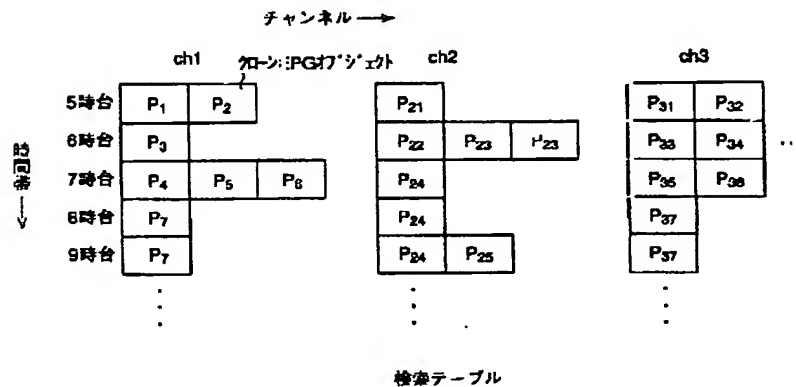 チャンネル→
ch1 クローンEPGオブジェクト ch2 ch3
5時台 P1 P2 P21 P31 P32
6時台 P3 P22 P23 P23 P33 P34
時間帯→
7時台 P4 P5 P6 P24 P35 P36
8時台 P7 P24 P37
9時台 P7 P24 P25 P37
検索テーブル